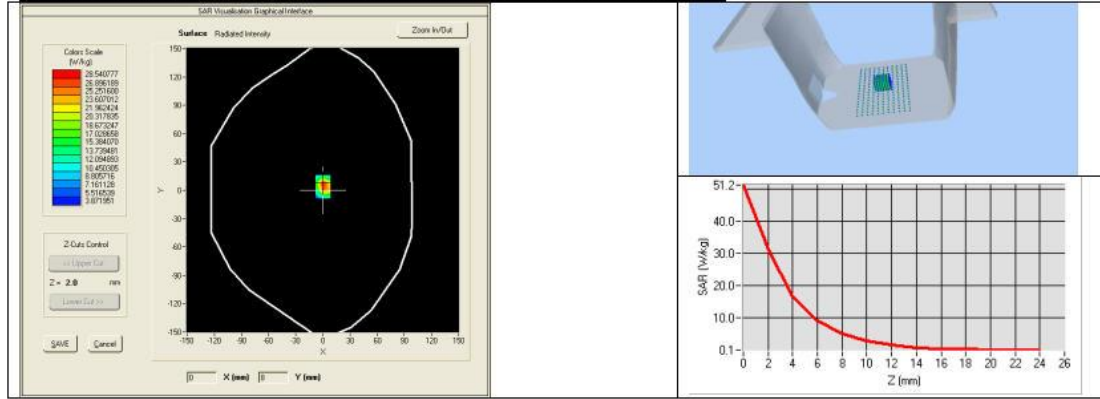 SAR Visualisation Graphical Interface
Surface Radiated Intensity
Zoom In/Out
Colors Scale
(W/kg)
28.540777
26.896189
25.251600
23.607012
21.962424
20.317835
18.673247
17.028658
15.384070
13.739481
12.094893
10.450305
8.805716
7.161128
5.516539
3.871951
150
120
90
60
30
0
-30
-60
-90
-120
-150
Y
-150 -120 -90 -60 -30 0 30 60 90 120 150
X
Z-Cuts Control
<< Upper Cut
Z = 2.0 mm
Lower Cut >>
SAVE Cancel
0 X (mm) 0 Y (mm)
51.2
40.0
30.0
20.0
10.0
0.1
SAR (W/kg)
0 2 4 6 8 10 12 14 16 18 20 22 24 26
Z (mm)